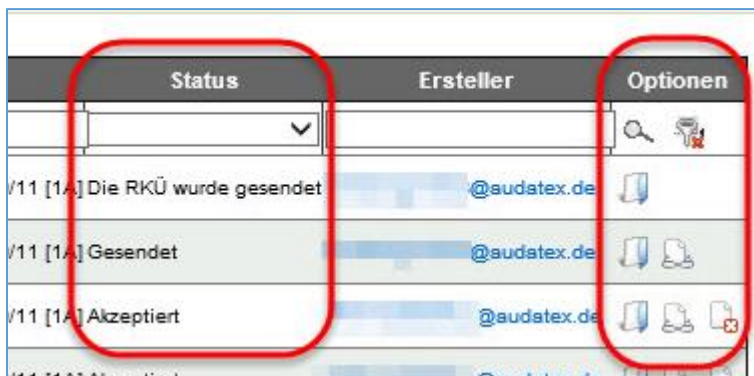 Status Ersteller Optionen
/11 [1A] Die RKÜ wurde gesendet @audatex.de
/11 [1A] Gesendet @audatex.de
/11 [1A] Akzeptiert @audatex.de